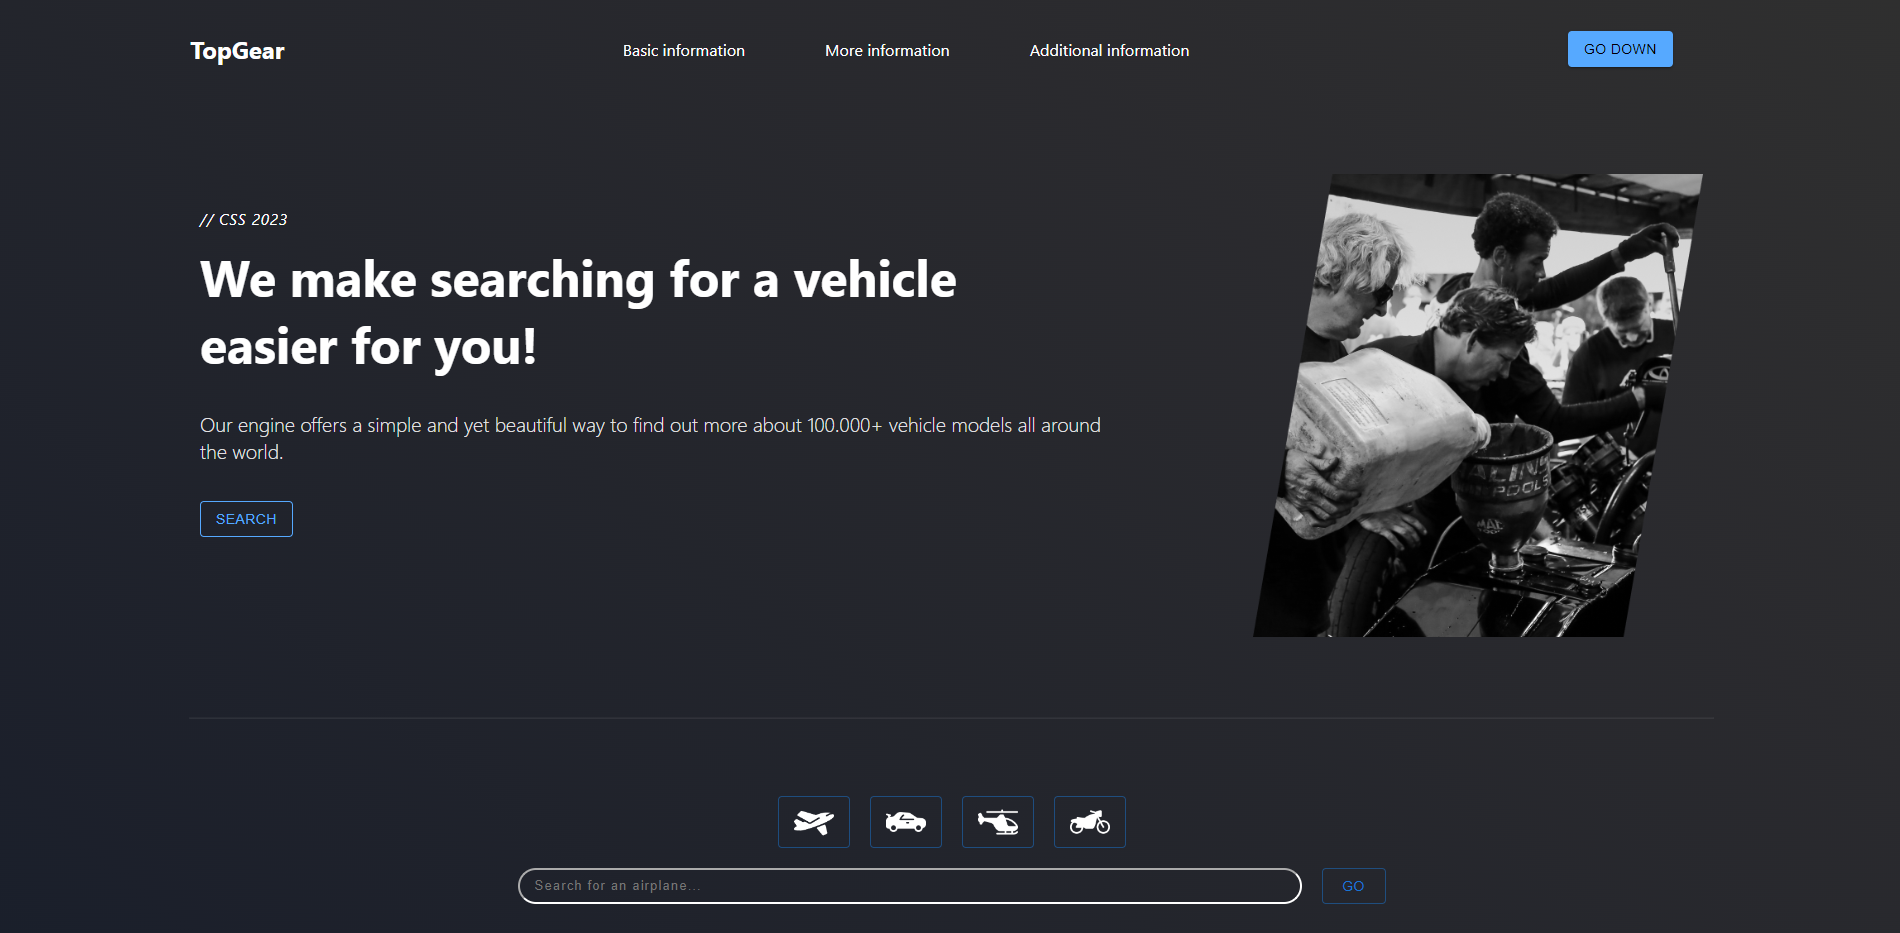 TopGear
Basic information
More information
Additional information
GO DOWN
// CSS 2023
We make searching for a vehicle
easier for you!
Our engine offers a simple and yet beautiful way to find out more about 100.000+ vehicle models all around
the world.
SEARCH
POOLS
MAC
Search for an airplane...
GO